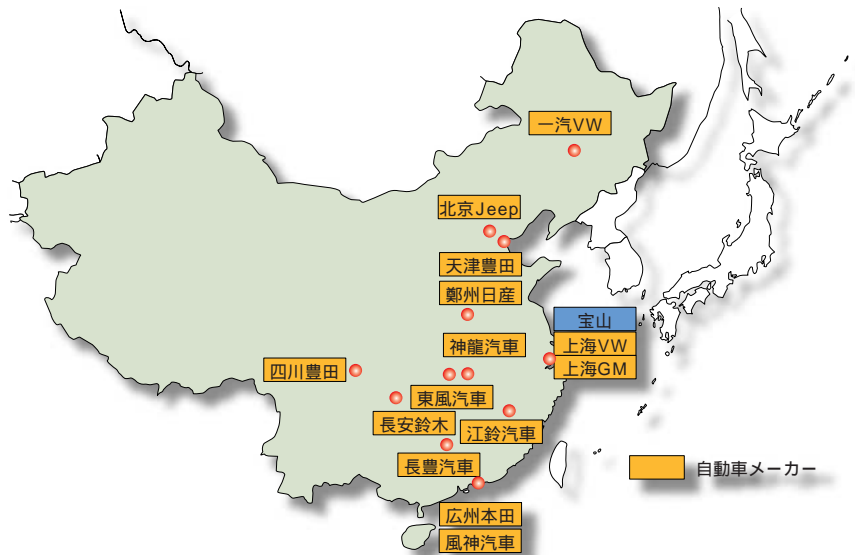 一汽VW
北京Jeep
天津豊田
鄭州日産
宝山
神龍汽車
上海VW
四川豊田
上海GM
東風汽車
長安鈴木
江鈴汽車
長豊汽車
自動車メーカー
広州本田
風神汽車